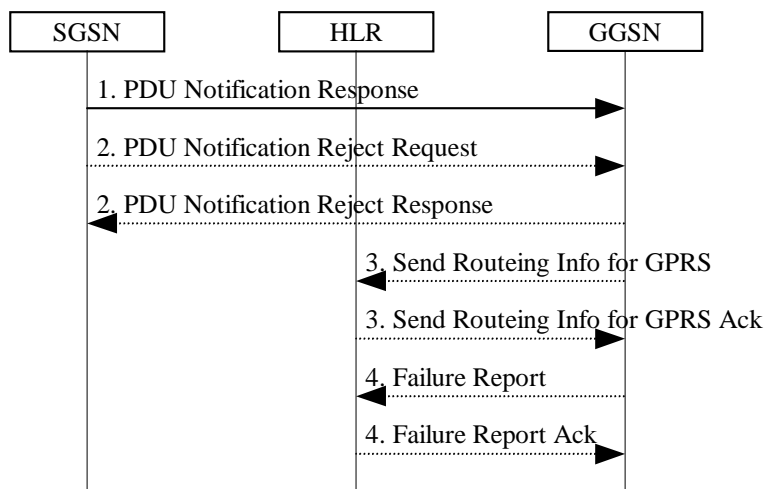 SGSN
HLR
GGSN
1. PDU Notification Response
2. PDU Notification Reject Request
2. PDU Notification Reject Response
3. Send Routeing Info for GPRS
3. Send Routeing Info for GPRS Ack
4. Failure Report
4. Failure Report Ack